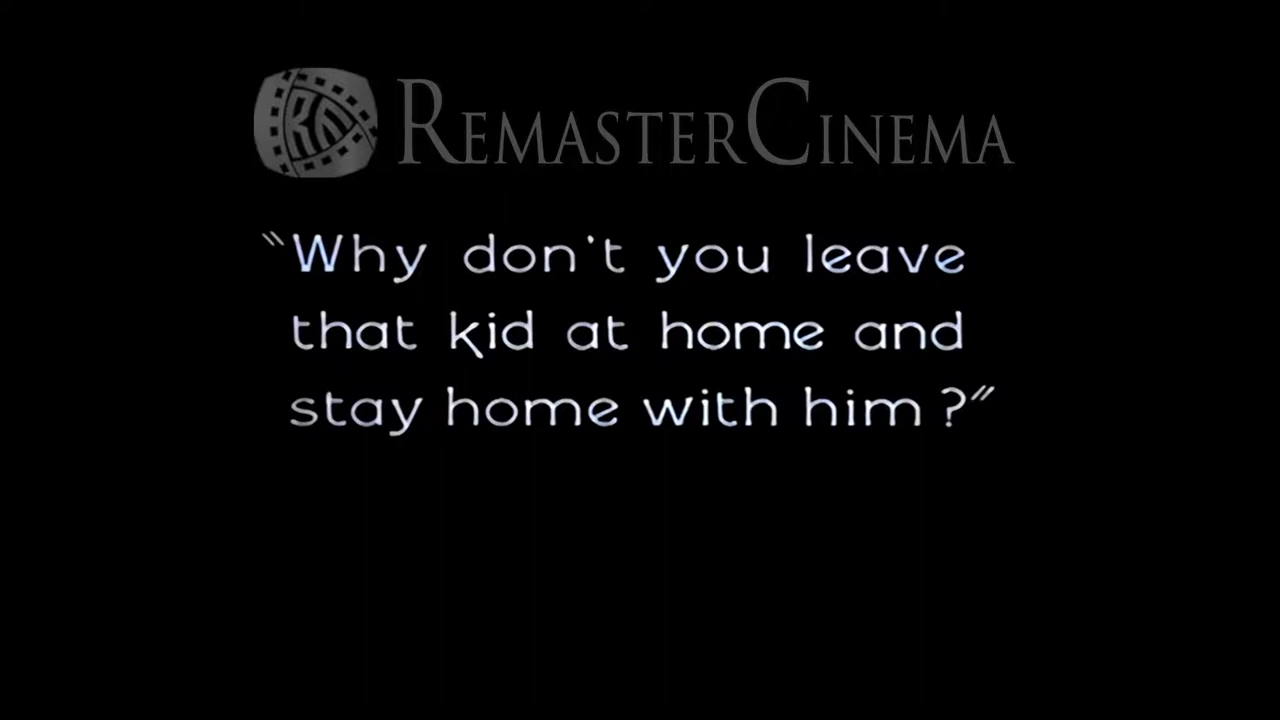 REMASTERCINEMA
"Why don't you leave
that kid at home and
stay home with him?"